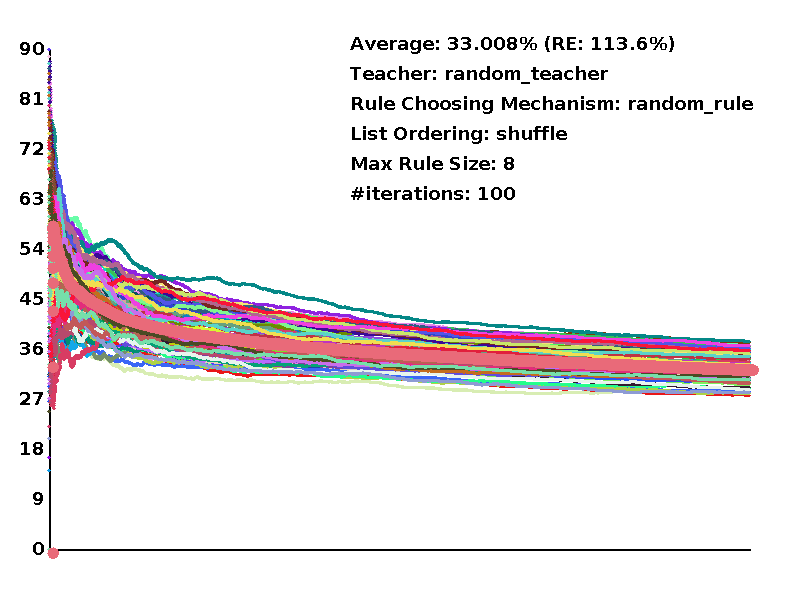 Average: 33.008% (RE: 113.6%)
Teacher: random_teacher
Rule Choosing Mechanism: random_rule
List Ordering: shuffle
Max Rule Size: 8
#iterations: 100
90
81
72
63
54
45
36
27
18
9
0